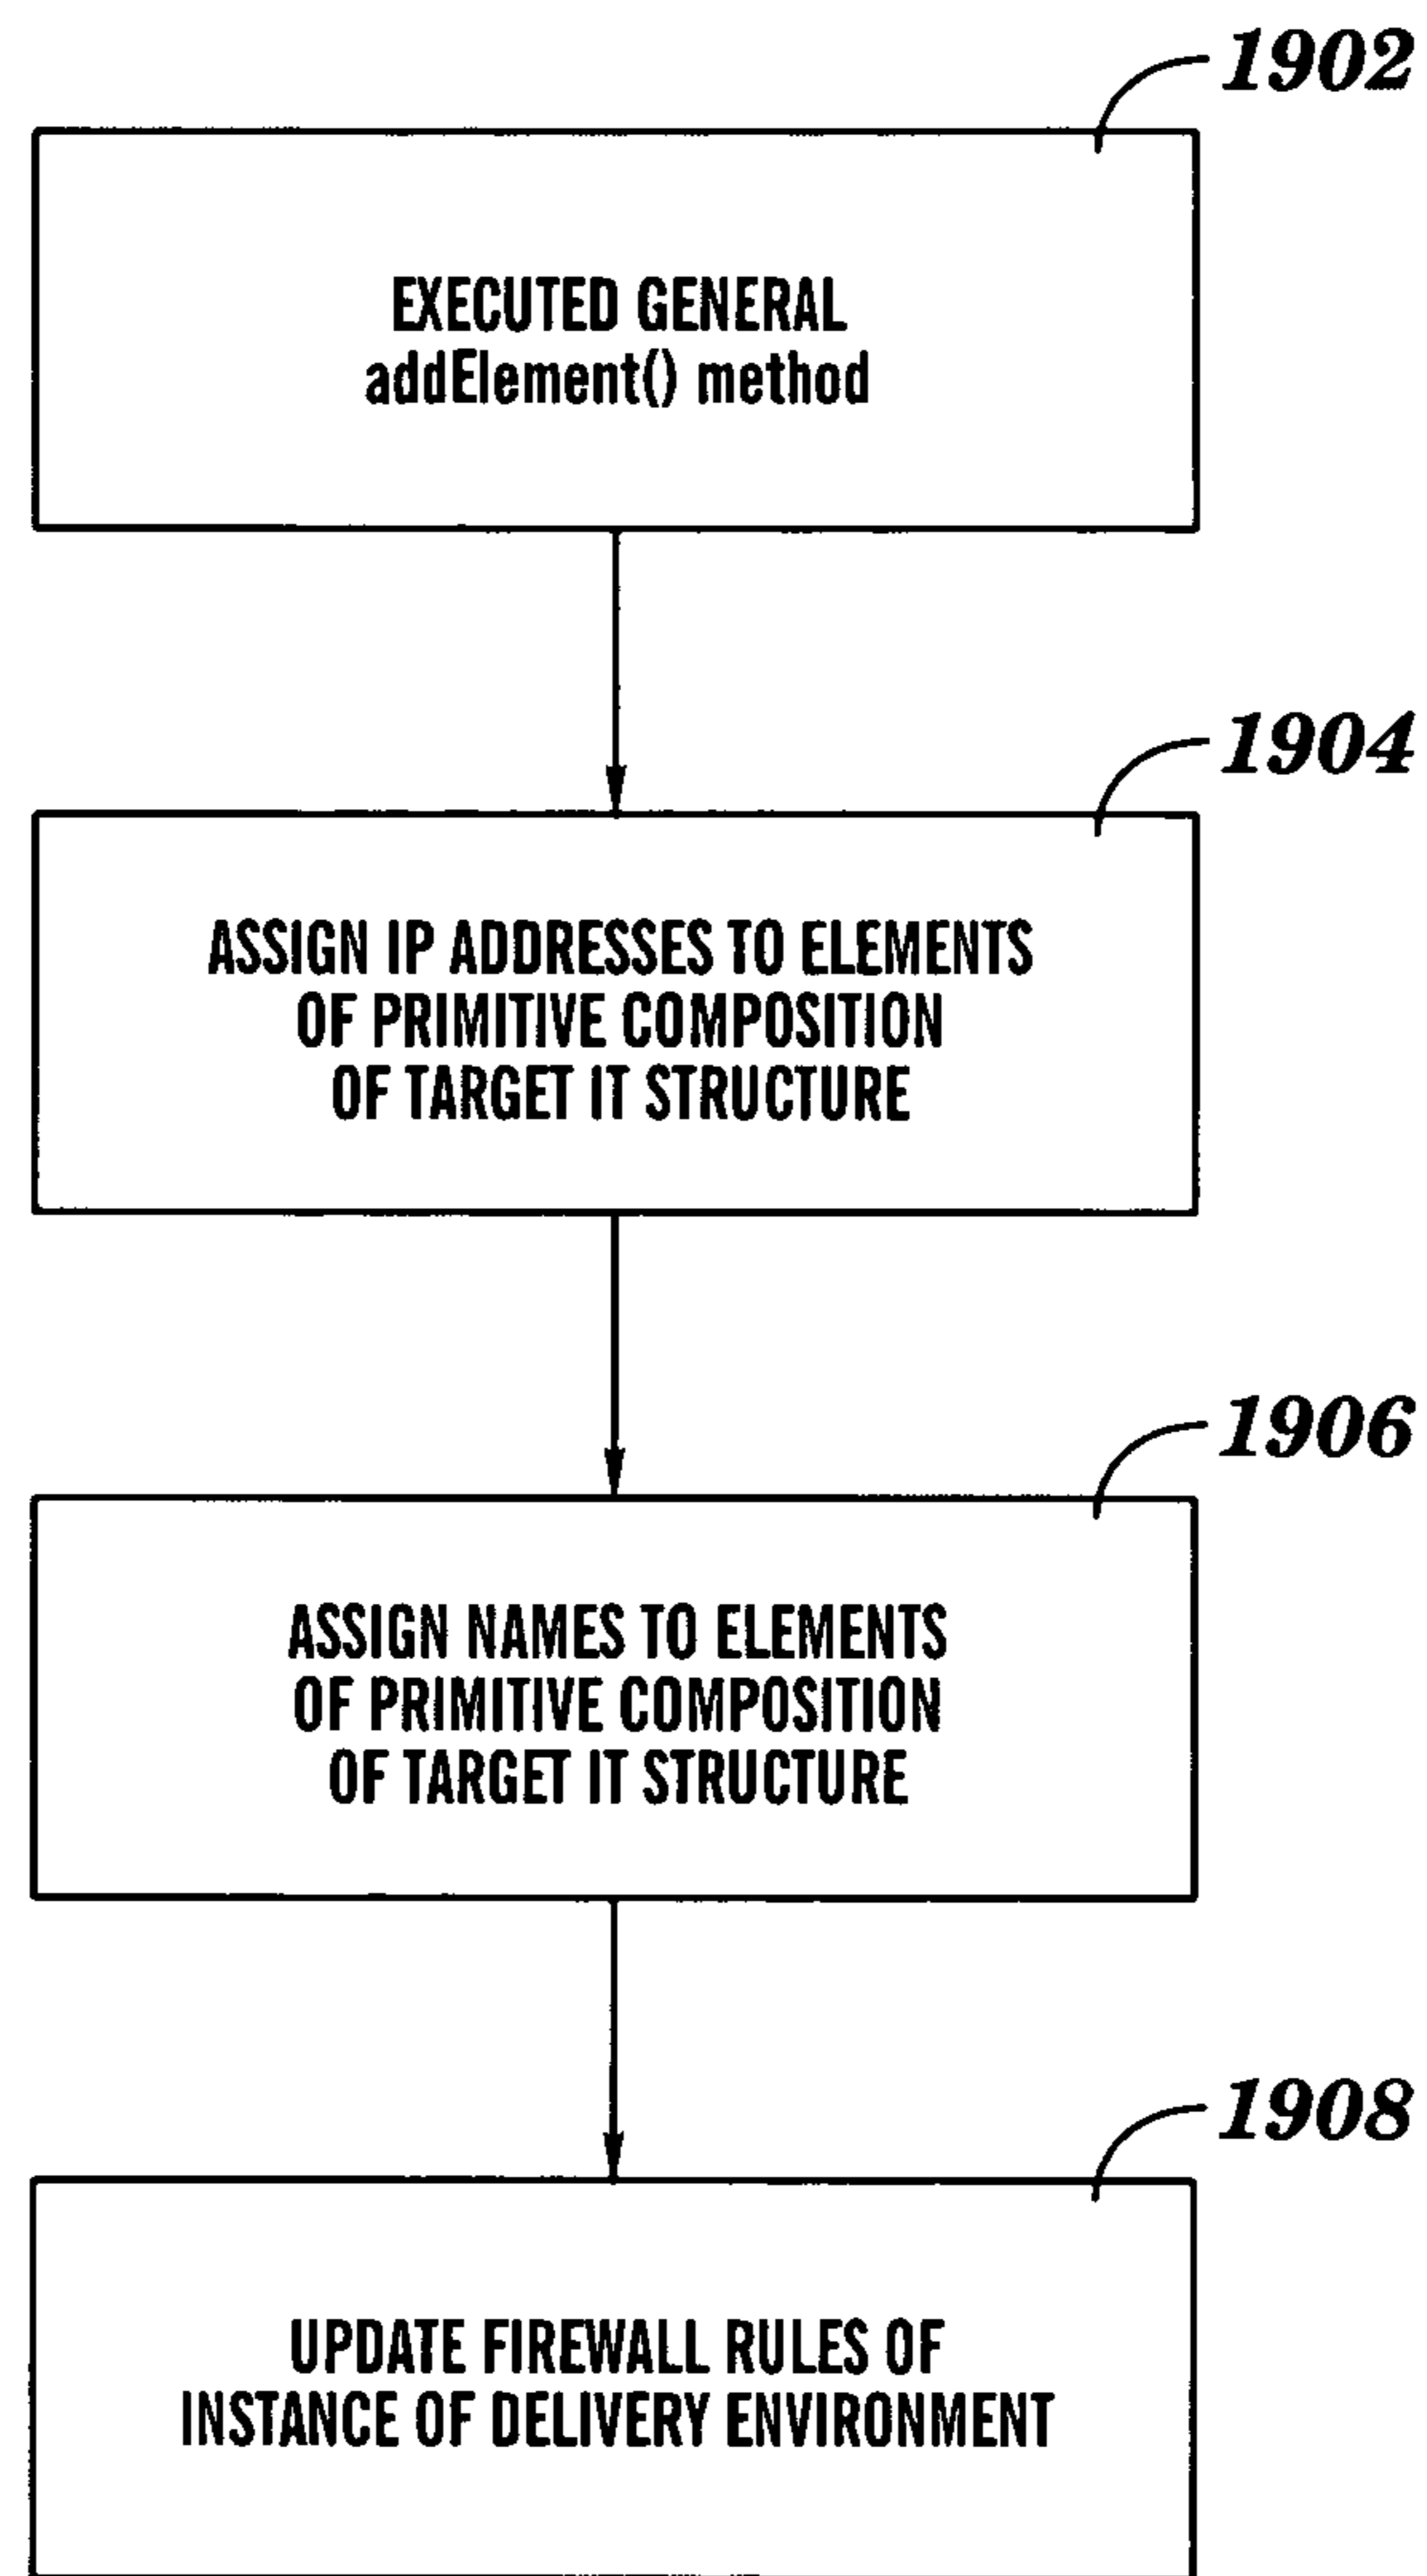 1902
EXECUTED GENERAL
addElement() method
1904
ASSIGN IP ADDRESSES TO ELEMENTS
OF PRIMITIVE COMPOSITION
OF TARGET IT STRUCTURE
1906
ASSIGN NAMES TO ELEMENTS
OF PRIMITIVE COMPOSITION
OF TARGET IT STRUCTURE
1908
UPDATE FIREWALL RULES OF
INSTANCE OF DELIVERY ENVIRONMENT